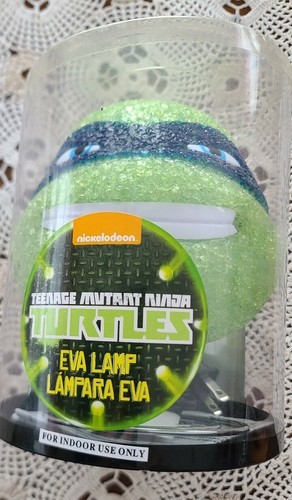 nickelodeon
TEENAGE MUTANT NINJA
TURTLES
EVA LAMP
LÁMPARA EVA
FOR INDOOR USE ONLY